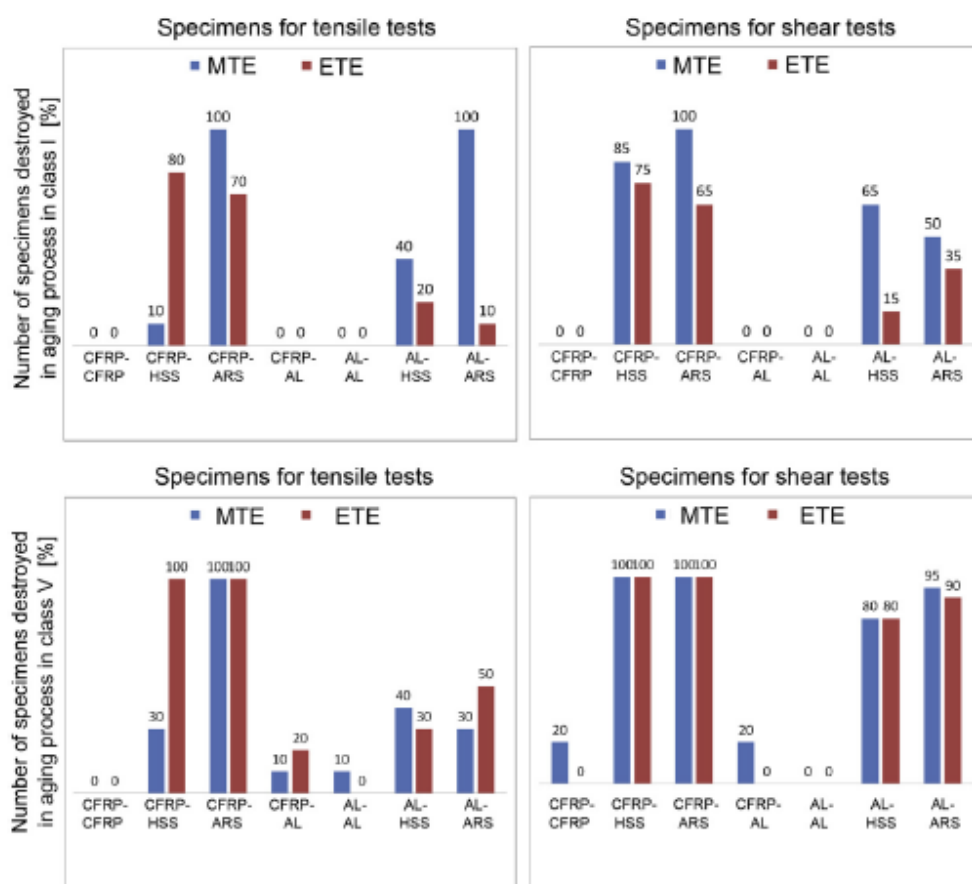 Specimens for tensile tests
MTE ETE
Number of specimens destroyed
in aging process in class I [%]
100 100
80
70
40
20
10 10
0 0 0 0 0 0
CFRP- CFRP- CFRP- CFRP- AL- AL- AL-
CFRP HSS ARS AL AL HSS ARS
Specimens for shear tests
MTE ETE
100
85
75
65 65
50
35
15
0 0 0 0 0 0
CFRP- CFRP- CFRP- CFRP- AL- AL- AL-
CFRP HSS ARS AL AL HSS ARS
Specimens for tensile tests
MTE ETE
Number of specimens destroyed
in aging process in class V [%]
100 100 100
50
40
30 30 30
20
10 10
0 0 0
CFRP- CFRP- CFRP- CFRP- AL- AL- AL-
CFRP HSS ARS AL AL HSS ARS
Specimens for shear tests
MTE ETE
100 100 100 100
95
90
80 80
20 20
0 0 0 0
CFRP- CFRP- CFRP- CFRP- AL- AL- AL-
CFRP HSS ARS AL AL HSS ARS